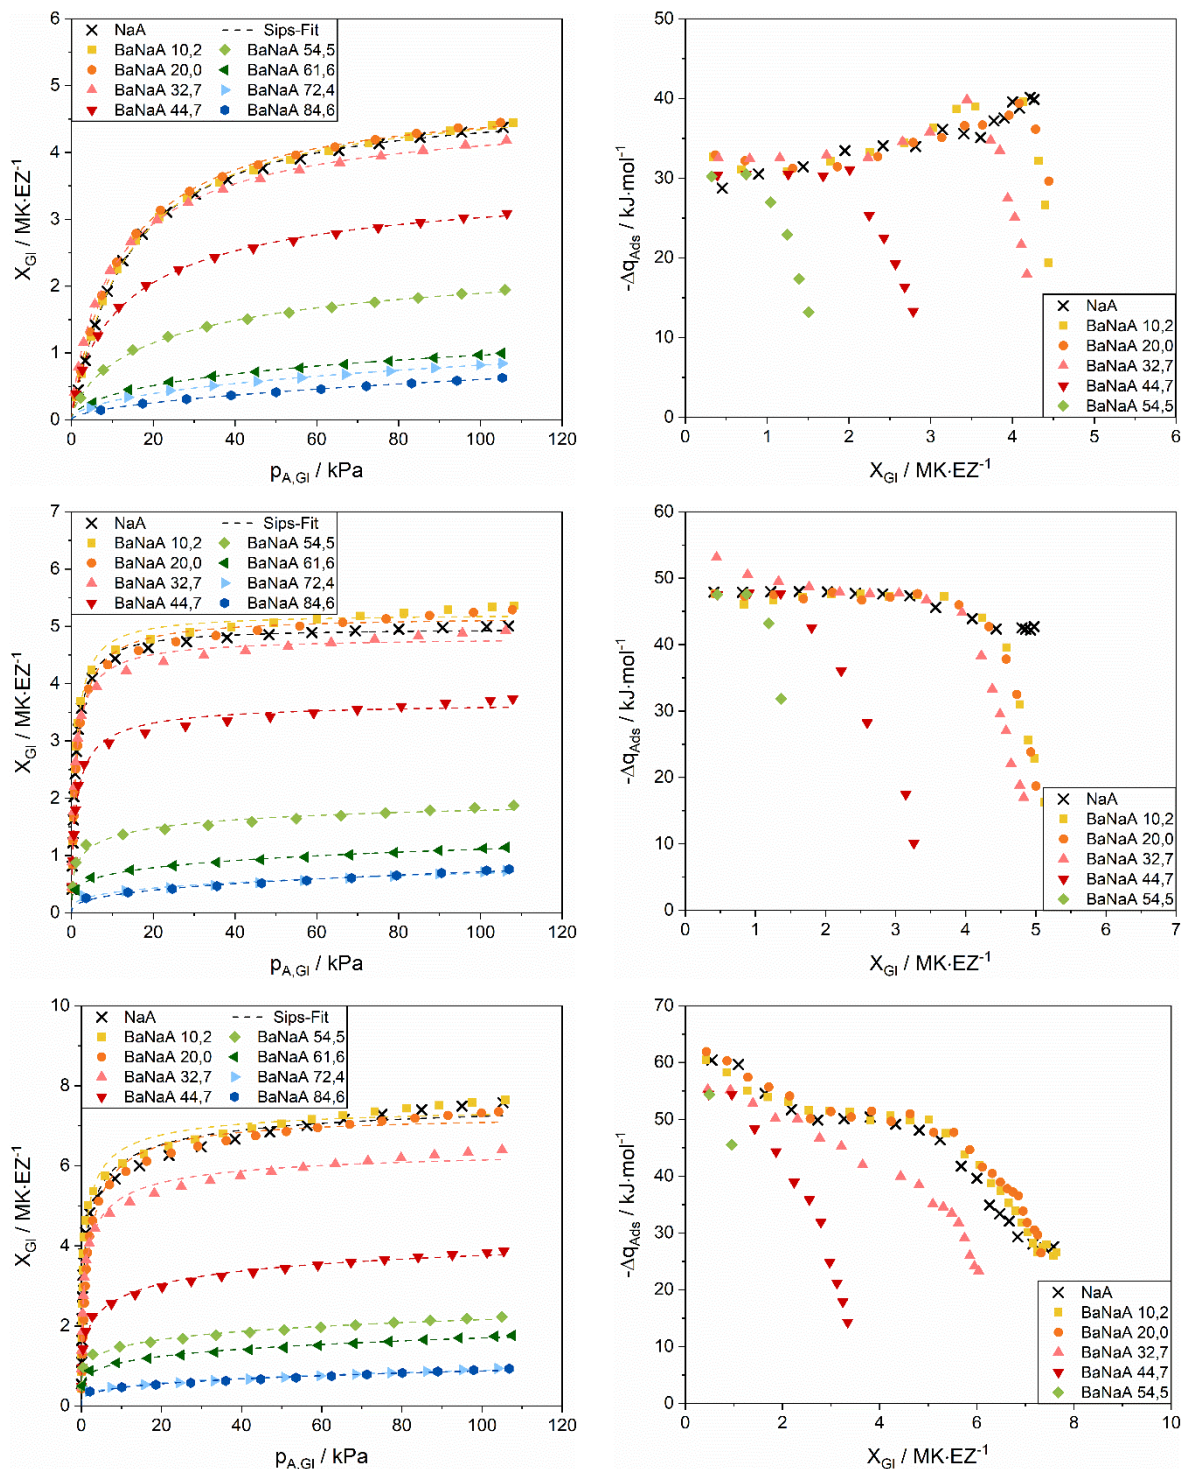 6
5
4
3
2
1
0
0 20 40 60 80 100 120
X_GI / MK·EZ⁻¹
p_A,GI / kPa
NaA
BaNaA 10,2
BaNaA 20,0
BaNaA 32,7
BaNaA 44,7
Sips-Fit
BaNaA 54,5
BaNaA 61,6
BaNaA 72,4
BaNaA 84,6
50
40
30
20
10
0
0 1 2 3 4 5 6
-Δq_Ads / kJ·mol⁻¹
X_GI / MK·EZ⁻¹
NaA
BaNaA 10,2
BaNaA 20,0
BaNaA 32,7
BaNaA 44,7
BaNaA 54,5
7
6
5
4
3
2
1
0
0 20 40 60 80 100 120
X_GI / MK·EZ⁻¹
p_A,GI / kPa
NaA
BaNaA 10,2
BaNaA 20,0
BaNaA 32,7
BaNaA 44,7
Sips-Fit
BaNaA 54,5
BaNaA 61,6
BaNaA 72,4
BaNaA 84,6
60
50
40
30
20
10
0
0 1 2 3 4 5 6 7
-Δq_Ads / kJ·mol⁻¹
X_GI / MK·EZ⁻¹
NaA
BaNaA 10,2
BaNaA 20,0
BaNaA 32,7
BaNaA 44,7
BaNaA 54,5
10
8
6
4
2
0
0 20 40 60 80 100 120
X_GI / MK·EZ⁻¹
p_A,GI / kPa
NaA
BaNaA 10,2
BaNaA 20,0
BaNaA 32,7
BaNaA 44,7
Sips-Fit
BaNaA 54,5
BaNaA 61,6
BaNaA 72,4
BaNaA 84,6
70
60
50
40
30
20
10
0
0 2 4 6 8 10
-Δq_Ads / kJ·mol⁻¹
X_GI / MK·EZ⁻¹
NaA
BaNaA 10,2
BaNaA 20,0
BaNaA 32,7
BaNaA 44,7
BaNaA 54,5